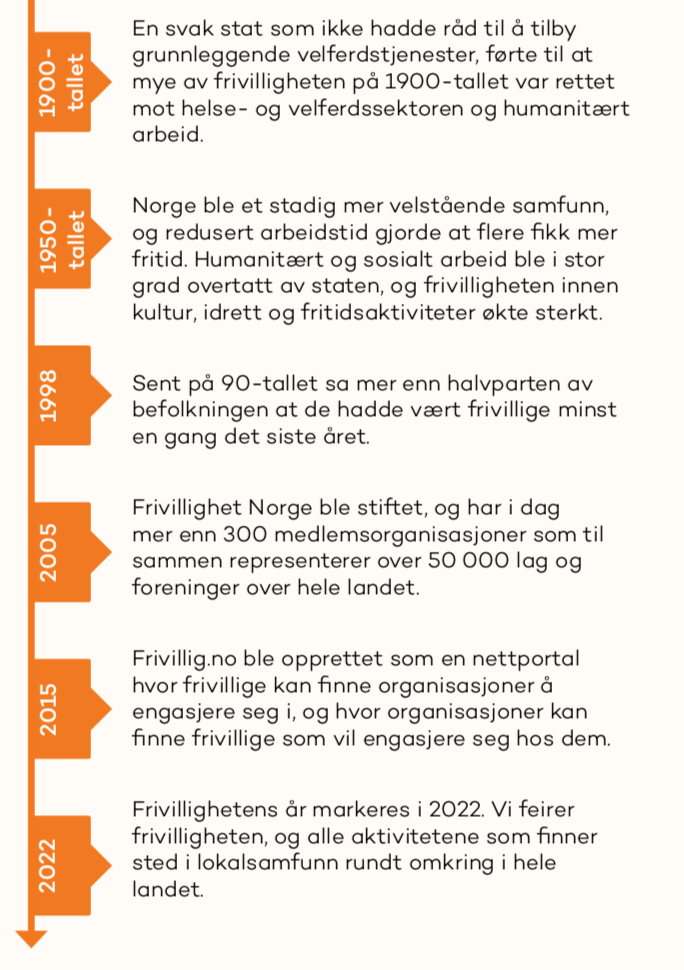 1900-
tallet
En svak stat som ikke hadde råd til å tilby
grunnleggende velferdstjenester, førte til at
mye av frivilligheten på 1900-tallet var rettet
mot helse- og velferdssektoren og humanitært
arbeid.
1950-
tallet
Norge ble et stadig mer velstående samfunn,
og redusert arbeidstid gjorde at flere fikk mer
fritid. Humanitært og sosialt arbeid ble i stor
grad overtatt av staten, og frivilligheten innen
kultur, idrett og fritidsaktiviteter økte sterkt.
1998
Sent på 90-tallet sa mer enn halvparten av
befolkningen at de hadde vært frivillige minst
en gang det siste året.
2005
Frivillighet Norge ble stiftet, og har i dag
mer enn 300 medlemsorganisasjoner som til
sammen representerer over 50 000 lag og
foreninger over hele landet.
2015
Frivillig.no ble opprettet som en nettportal
hvor frivillige kan finne organisasjoner å
engasjere seg i, og hvor organisasjoner kan
finne frivillige som vil engasjere seg hos dem.
2022
Frivillighetens år markeres i 2022. Vi feirer
frivilligheten, og alle aktivitetene som finner
sted i lokalsamfunn rundt omkring i hele
landet.